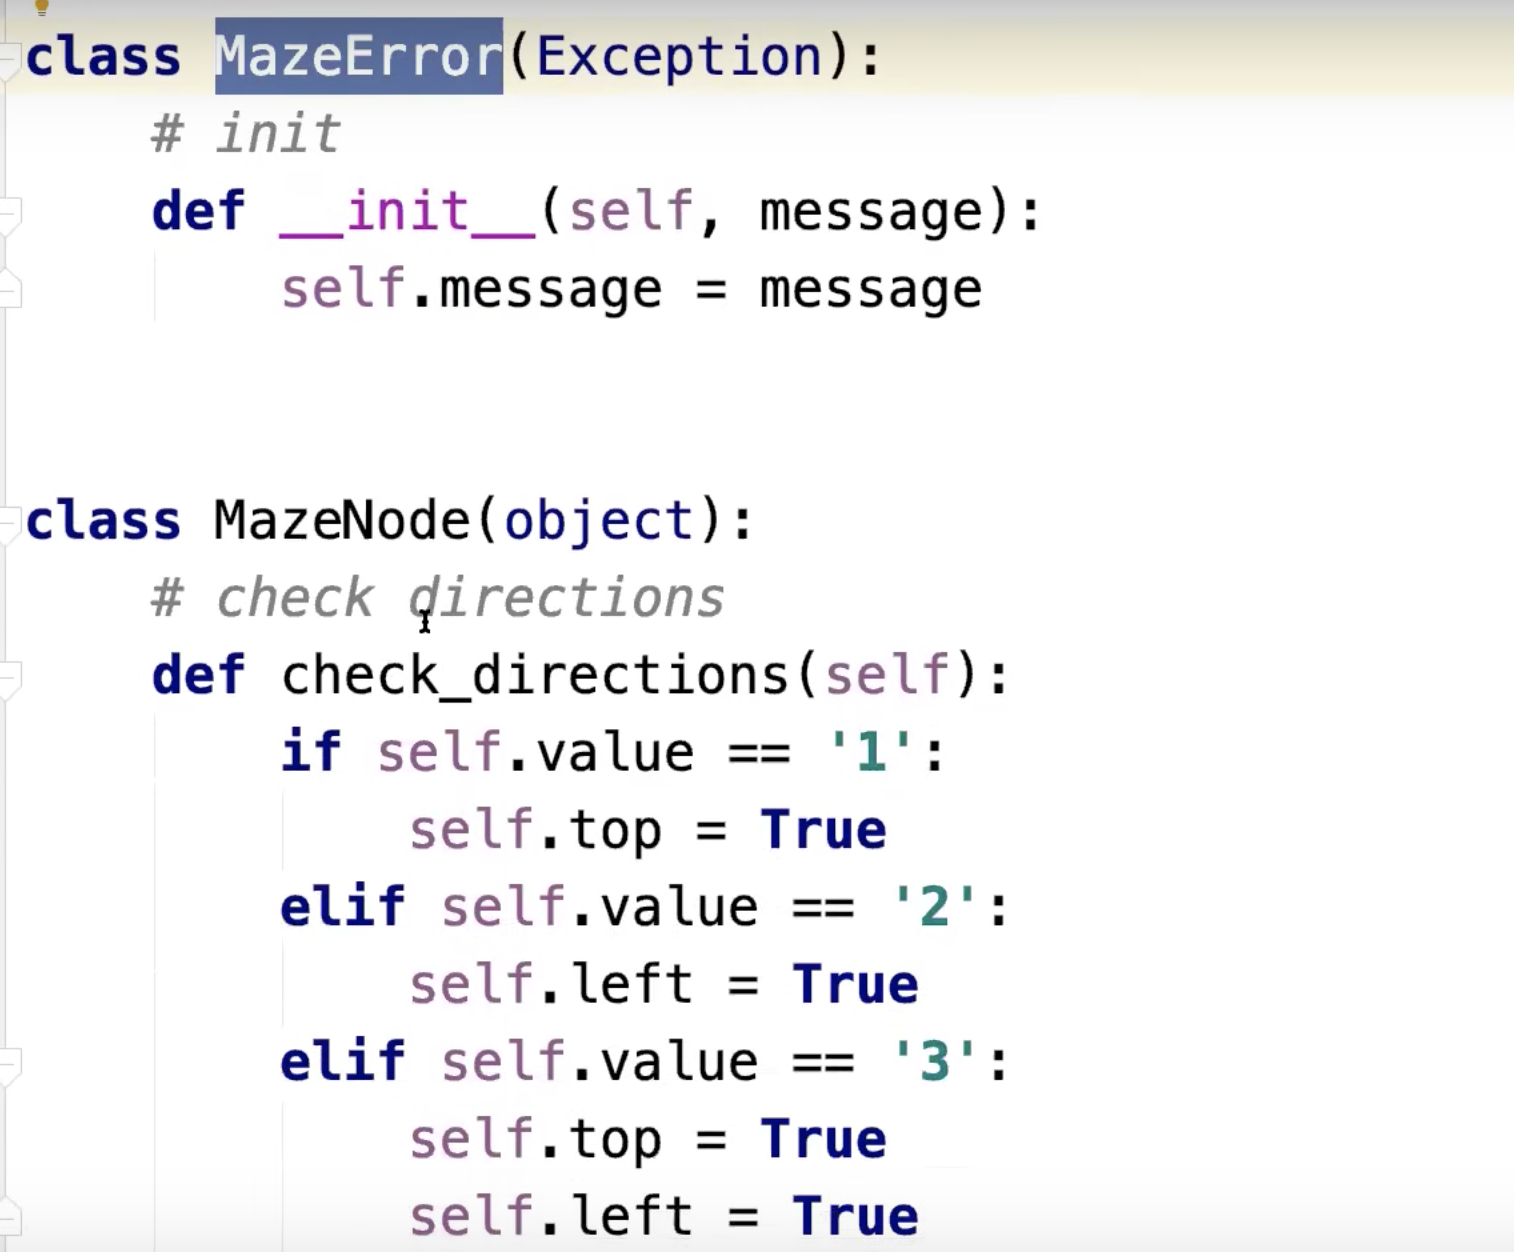 class MazeError(Exception):
    # init
    def __init__(self, message):
        self.message = message
class MazeNode(object):
    # check directions
    def check_directions(self):
        if self.value == '1':
            self.top = True
        elif self.value == '2':
            self.left = True
        elif self.value == '3':
            self.top = True
            self.left = True